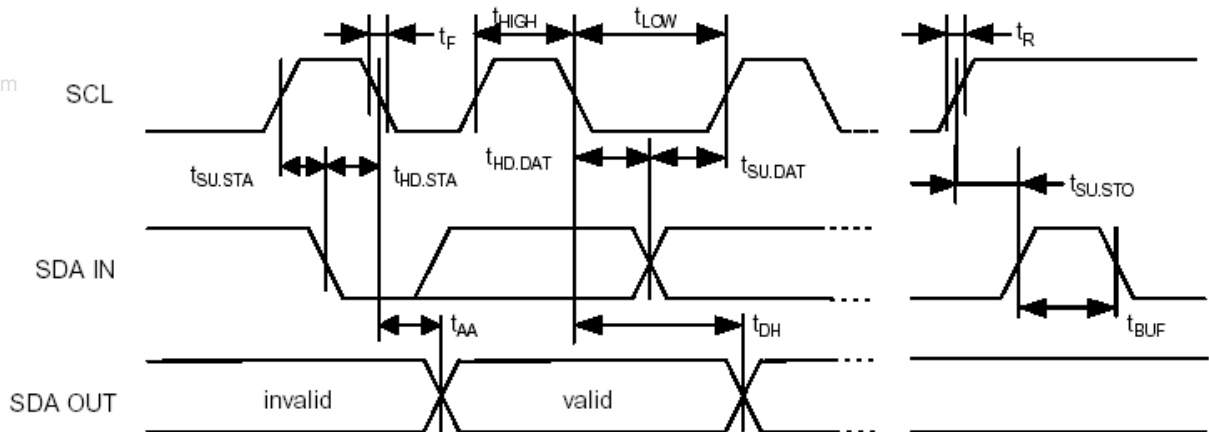 tHIGH tLOW
tF tR
m
SCL
tSU.STA tHD.STA tHD.DAT tSU.DAT tSU.STO
SDA IN
tAA tDH tBUF
SDA OUT invalid valid